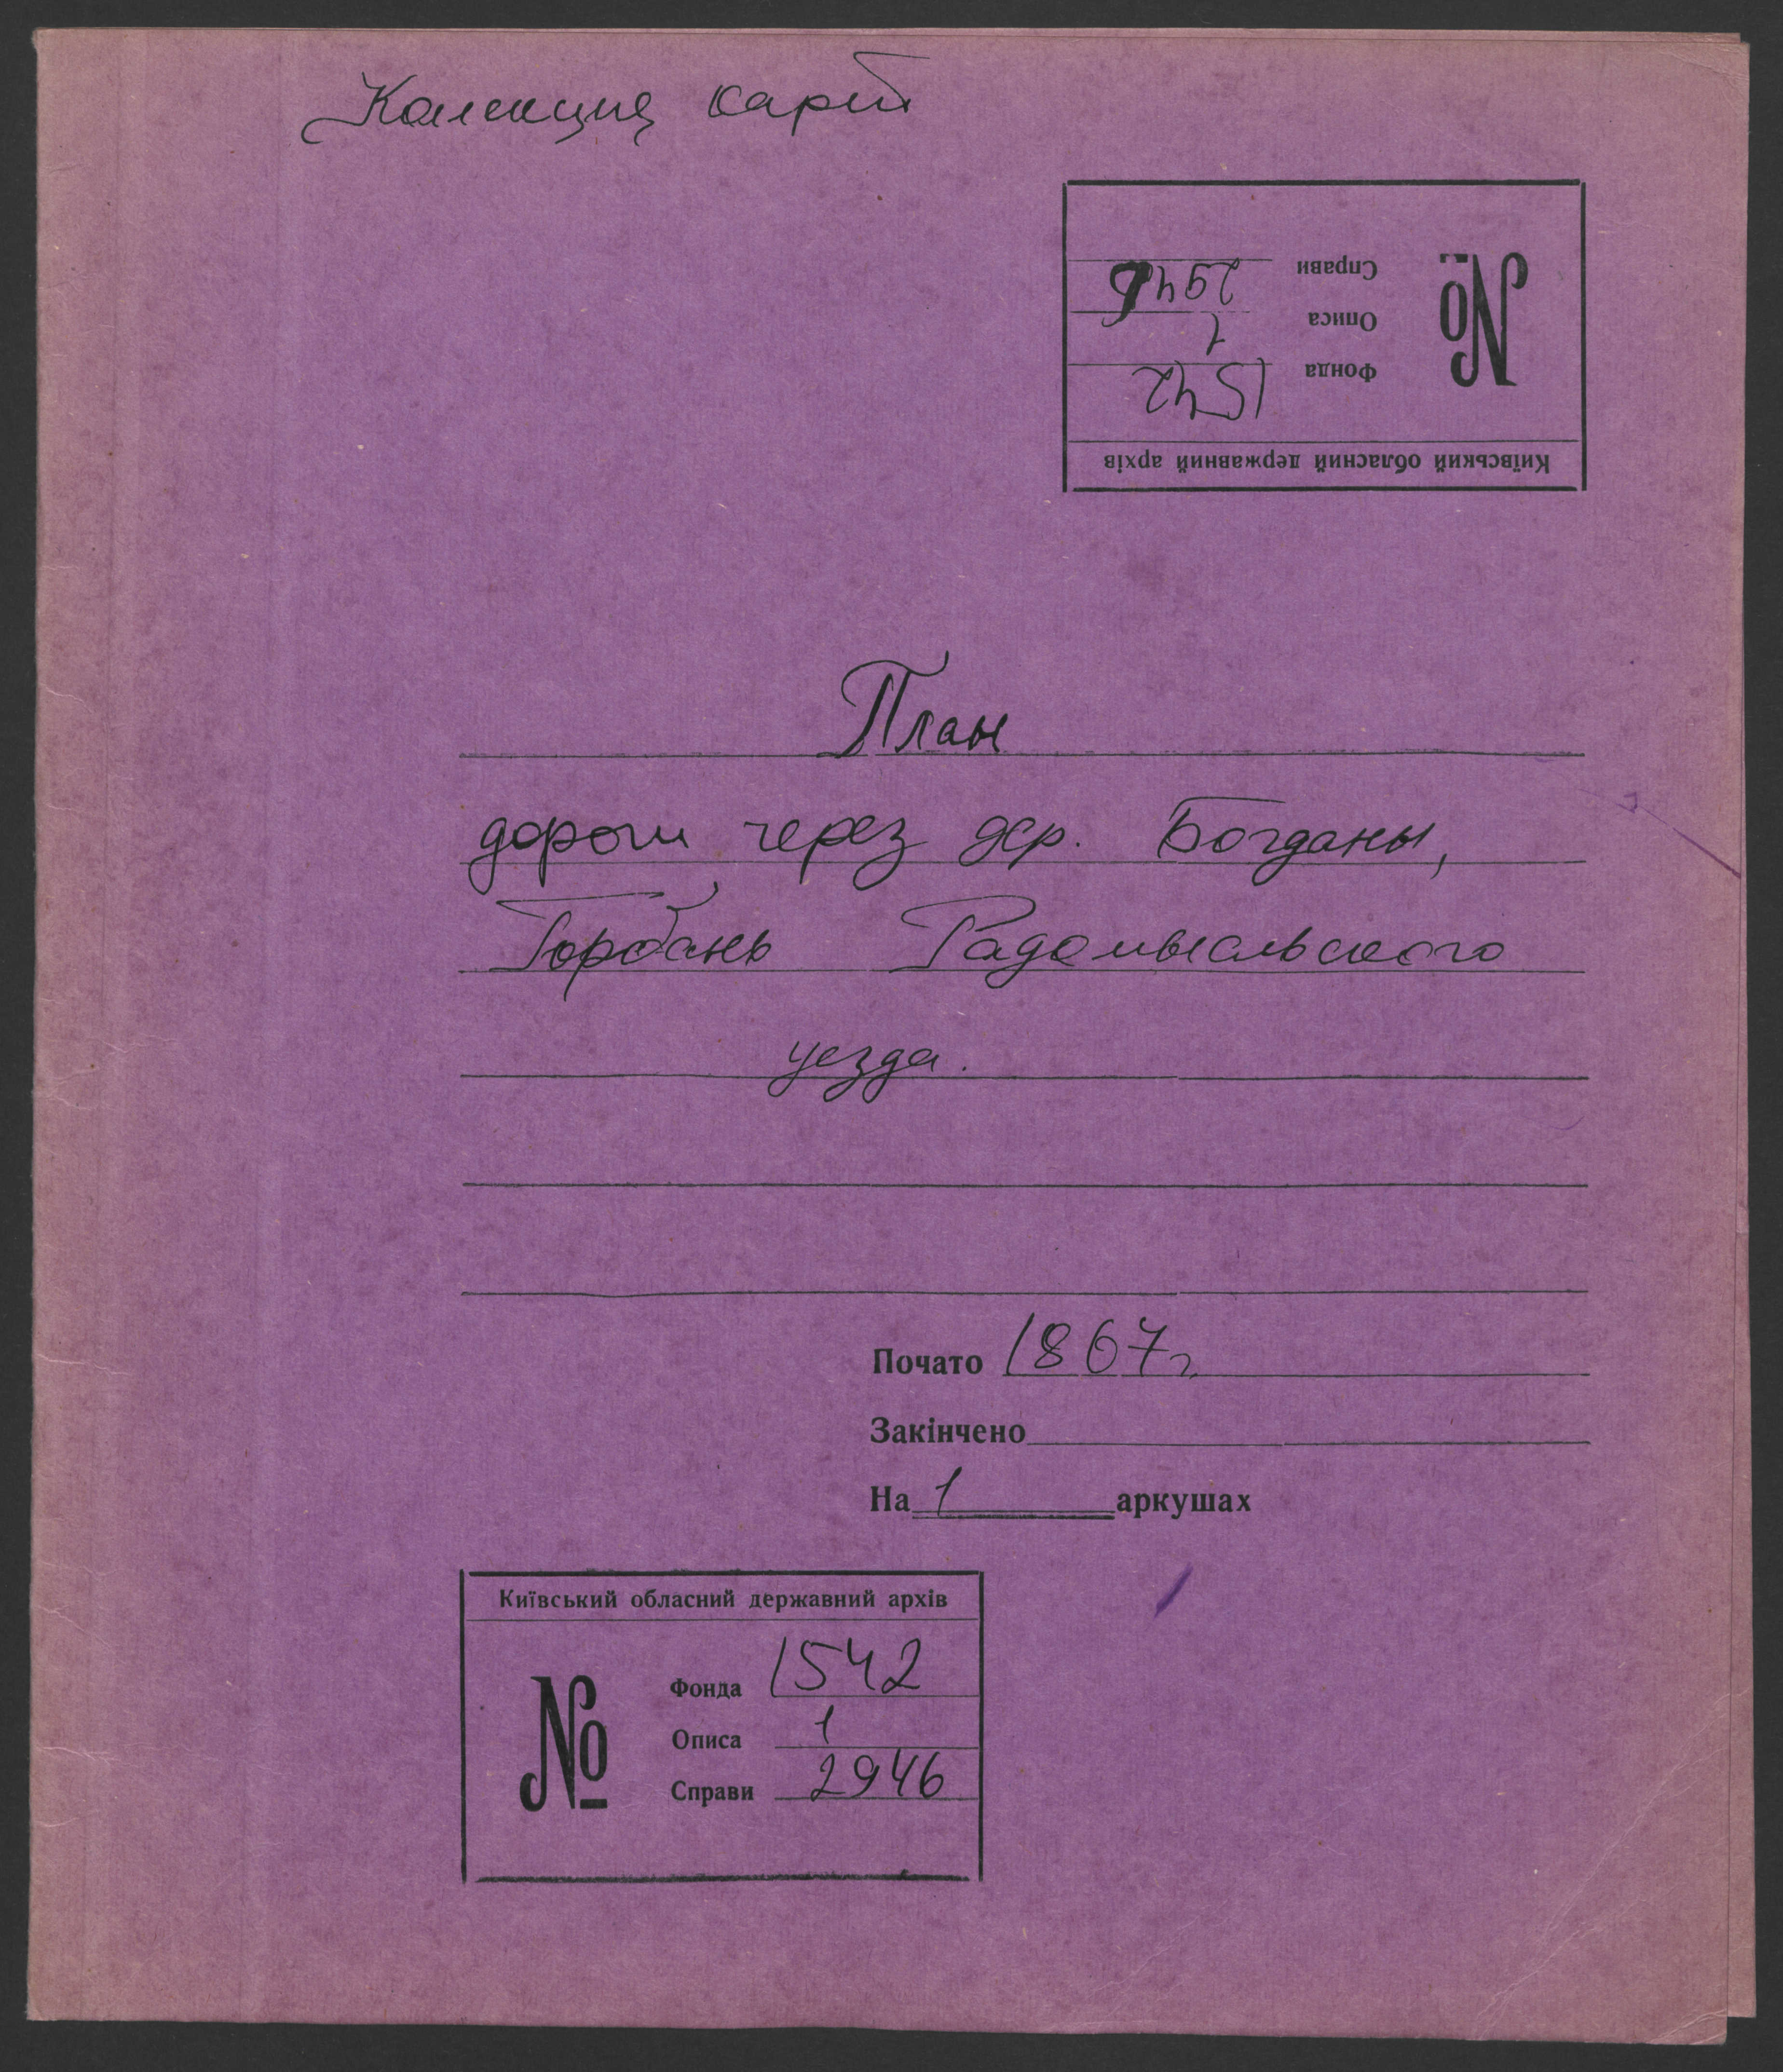 Колекция карт
Київський обласний державний архів
№
Фонда 1542
Описа 1
Справи 2946
План
дороги через дер. Богданы,
Горбань Радомысльского
уезда.
Почато 1867 г.
Закінчено
На 1 аркушах
Київський обласний державний архів
№
Фонда 1542
Описа 1
Справи 2946